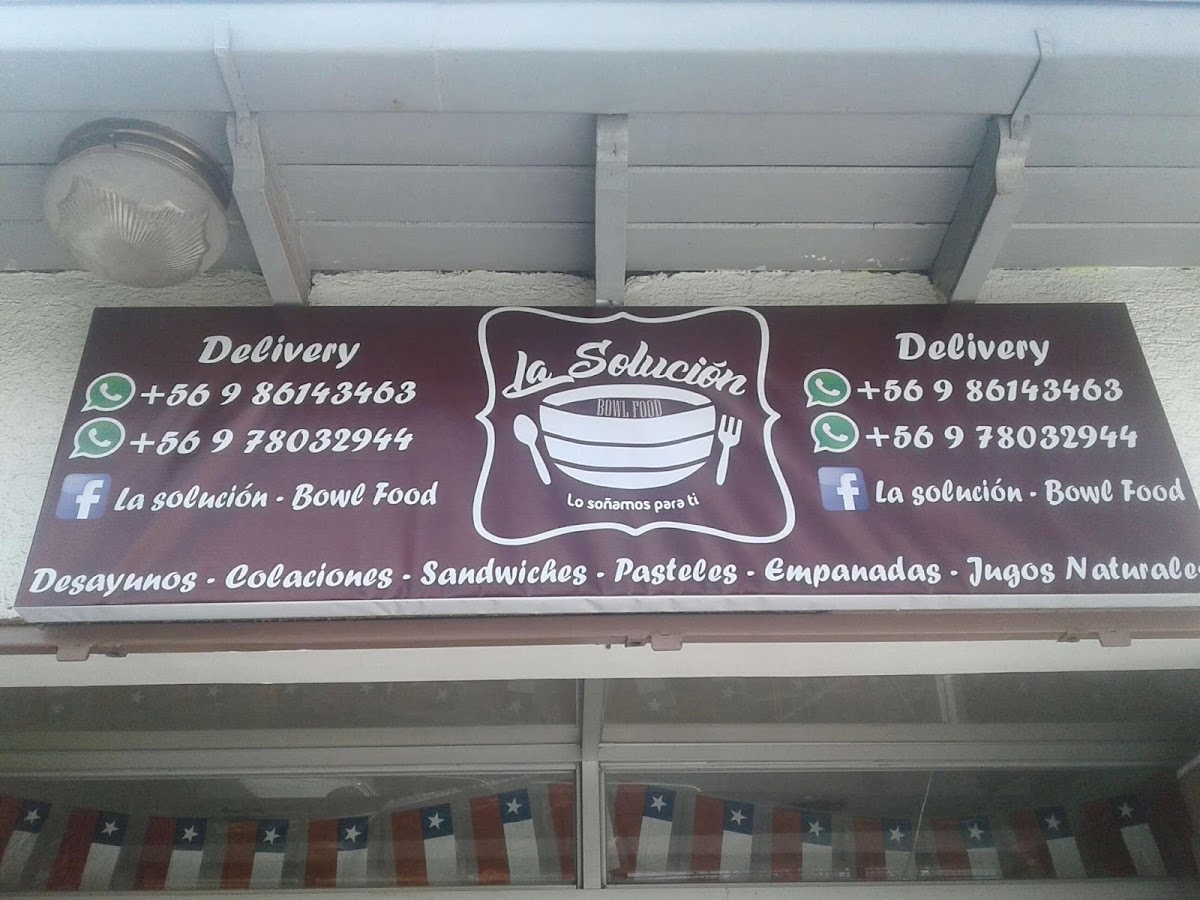 Delivery
+56 9 86143463
+56 9 78032944
La solución - Bowl Food
La Solución
BOWL FOOD
Lo soñamos para ti
Delivery
+56 9 86143463
+56 9 78032944
La solución - Bowl Food
Desayunos - Colaciones - Sandwiches - Pasteles - Empanadas - Jugos Naturales